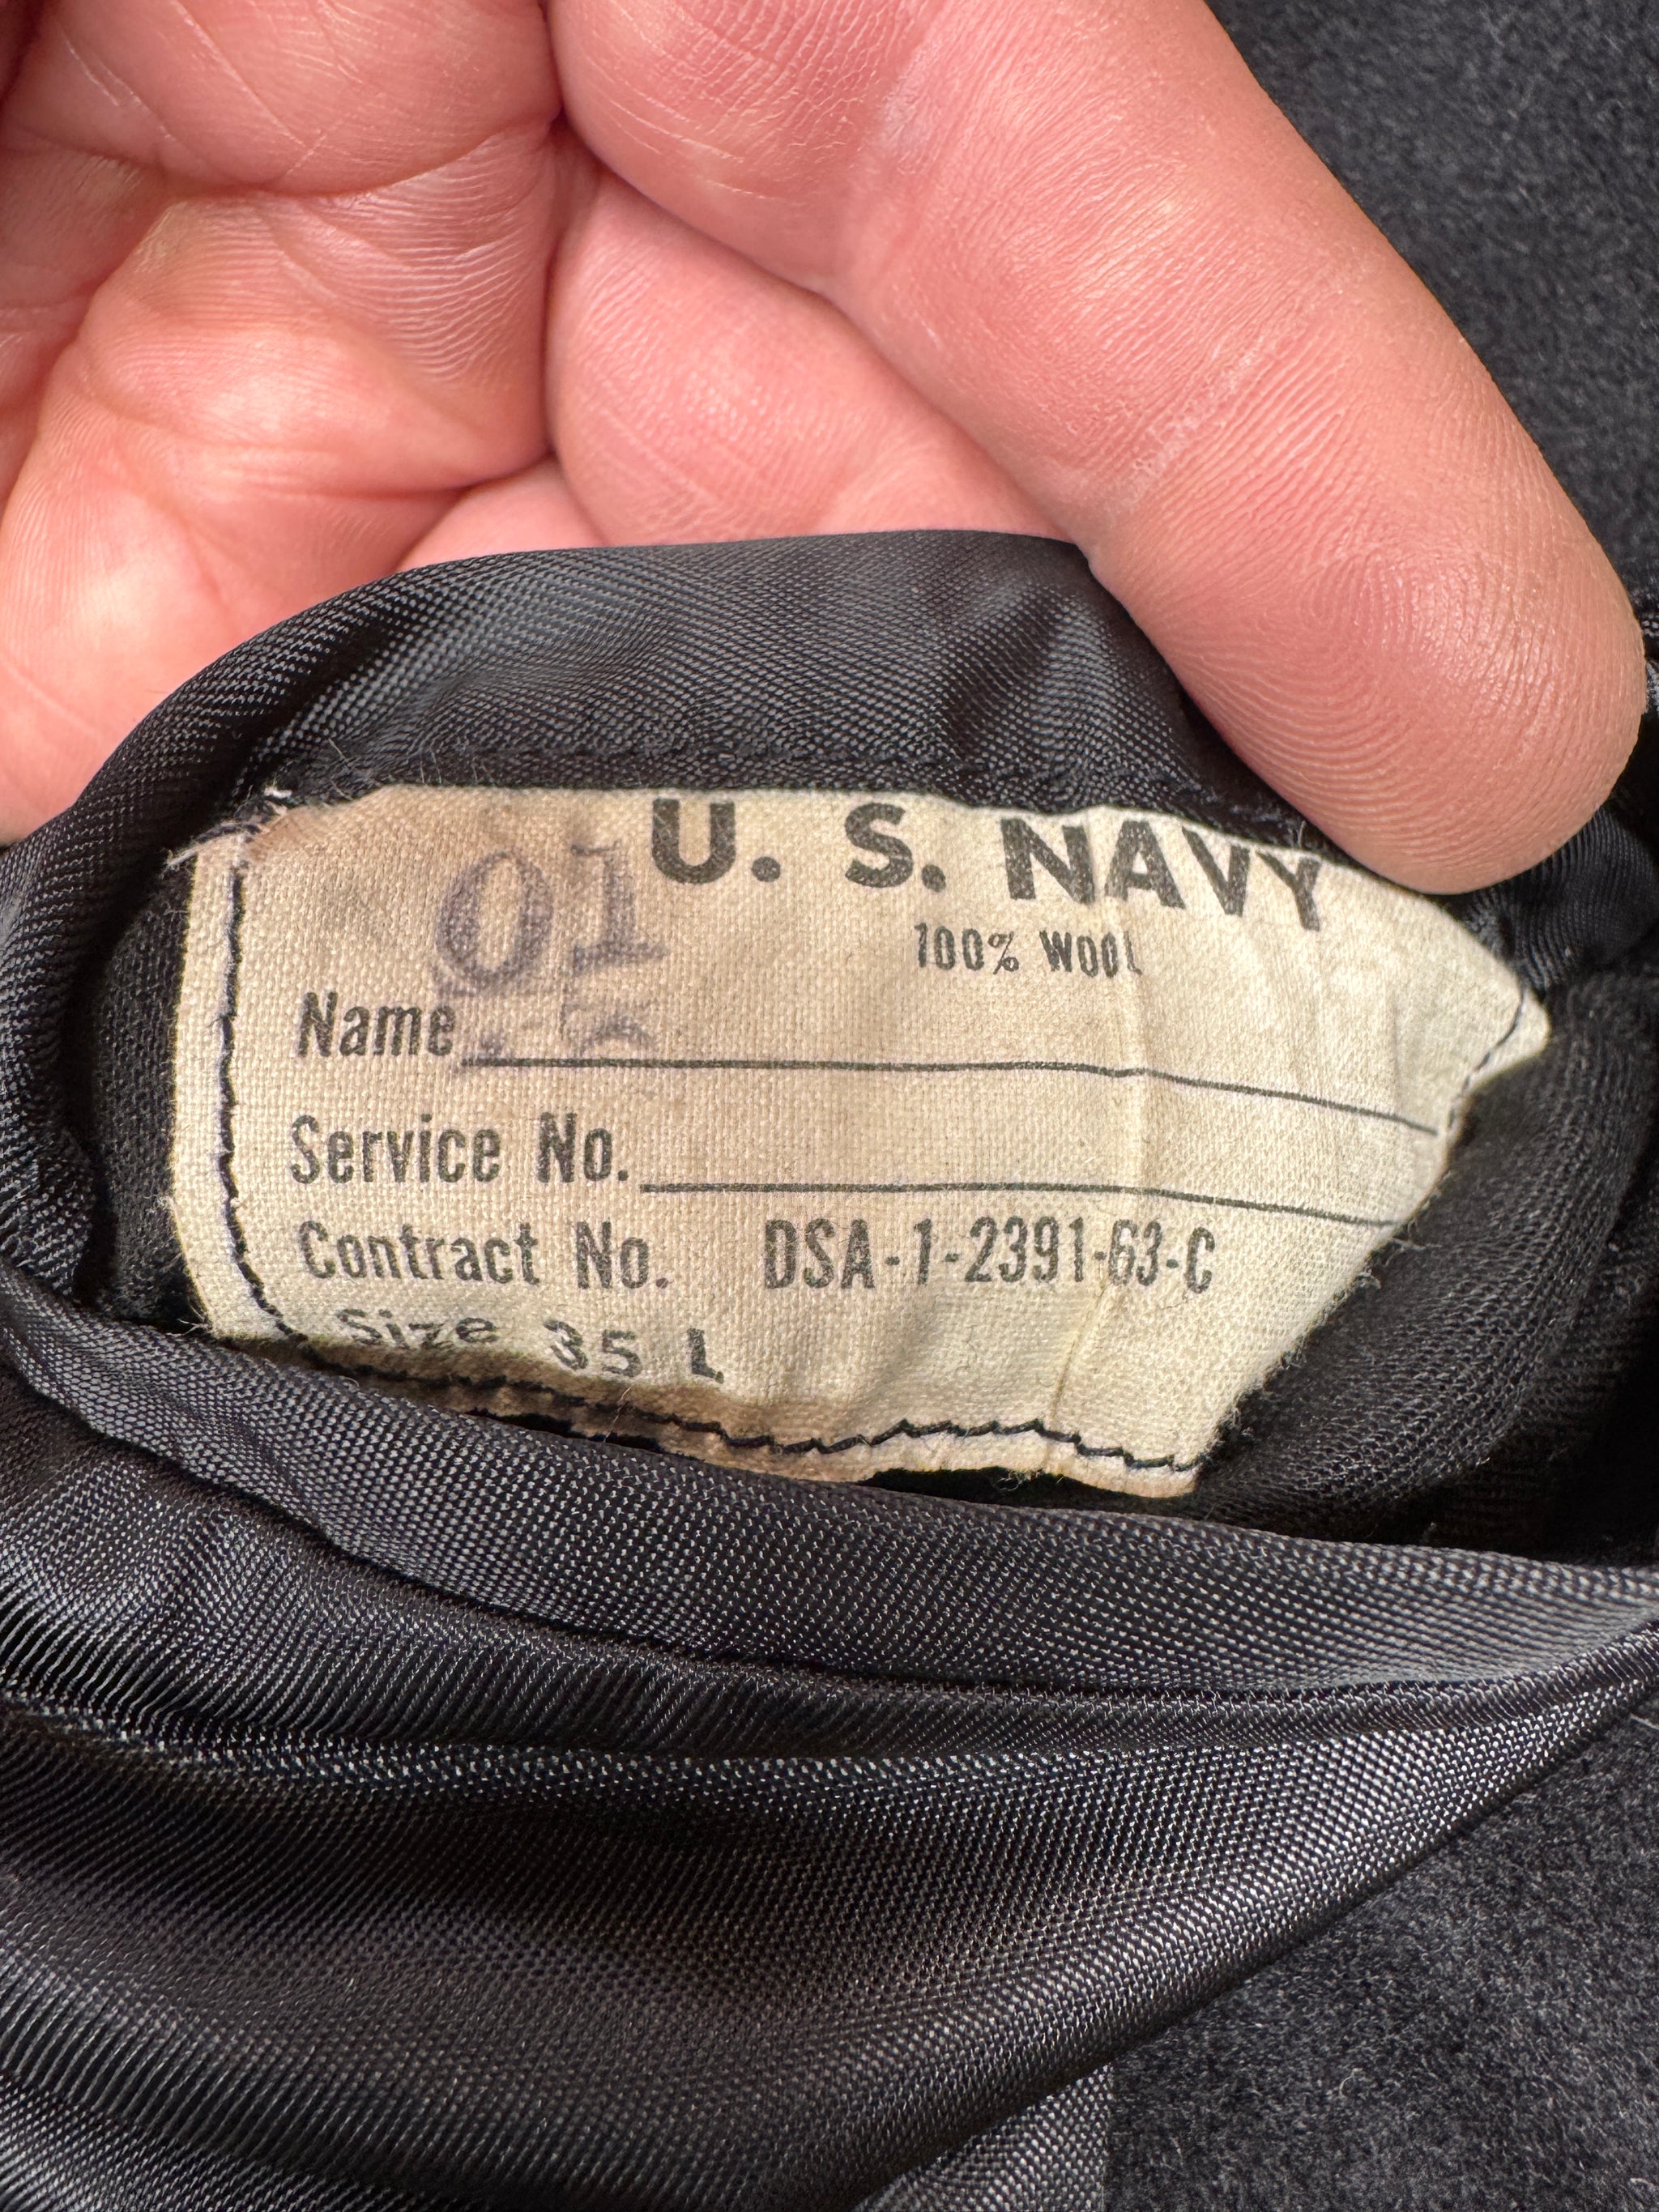 U. S. NAVY
01
100% WOOL
Name
Service No.
Contract No. DSA-1-2391-63-C
Size 35 L